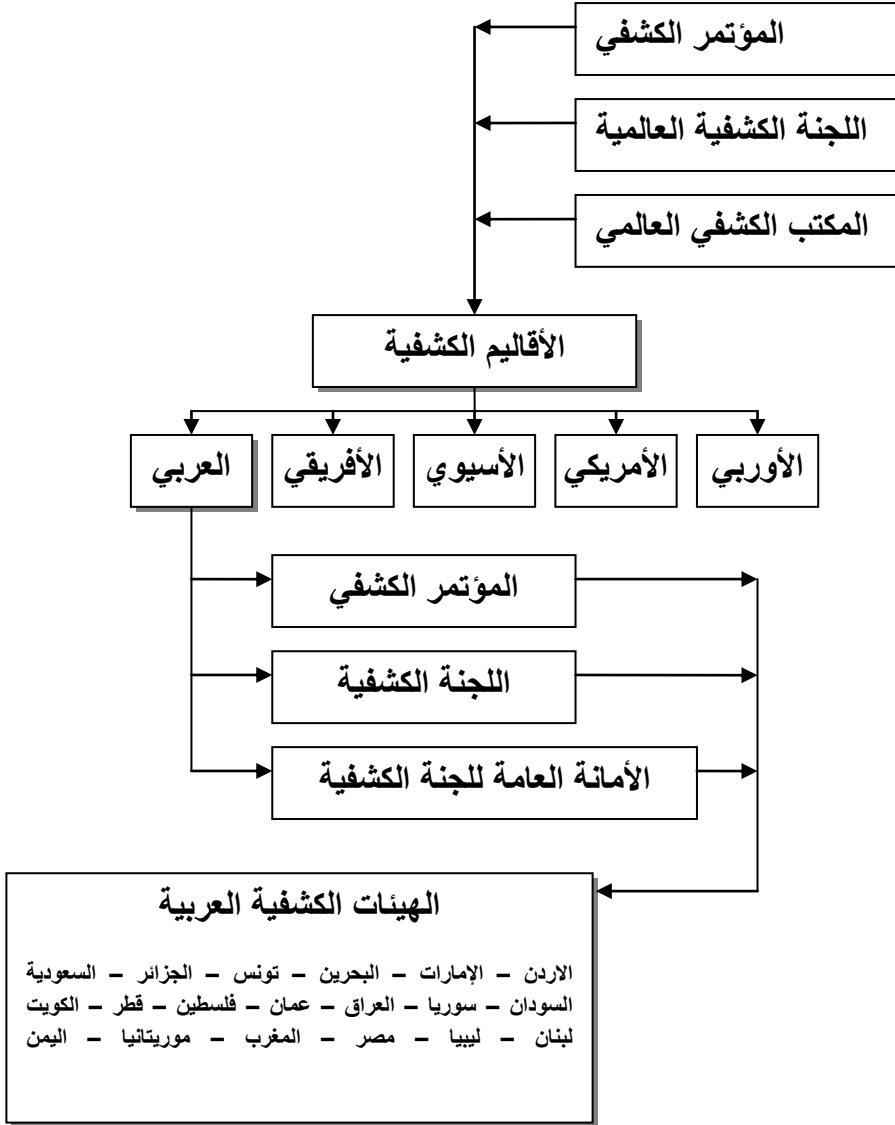 المؤتمر الكشفي
اللجنة الكشفية العالمية
المكتب الكشفي العالمي
الأقاليم الكشفية
الأوربي
الأمريكي
الأسيوي
الأفريقي
العربي
المؤتمر الكشفي
اللجنة الكشفية
الأمانة العامة للجنة الكشفية
الهيئات الكشفية العربية
الاردن – الإمارات – البحرين – تونس – الجزائر – السعودية
السودان – سوريا – العراق – عمان – فلسطين – قطر – الكويت
لبنان – ليبيا – مصر – المغرب – موريتانيا – اليمن